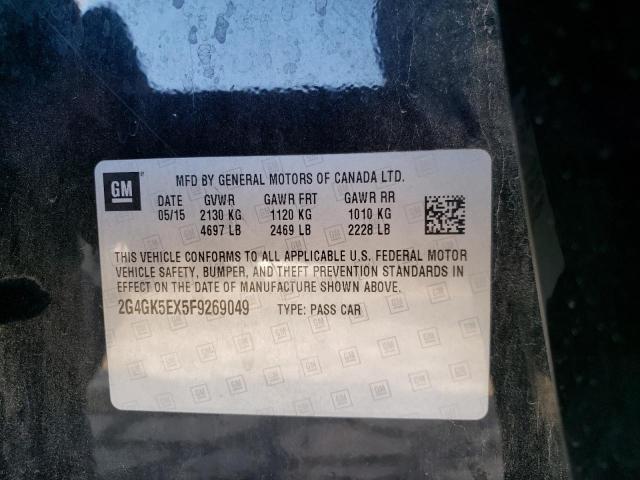 GM
MFD BY GENERAL MOTORS OF CANADA LTD.
DATE GVWR GAWR FRT GAWR RR
05/15 2130 KG 1120 KG 1010 KG
4697 LB 2469 LB 2228 LB
THIS VEHICLE CONFORMS TO ALL APPLICABLE U.S. FEDERAL MOTOR
VEHICLE SAFETY, BUMPER, AND THEFT PREVENTION STANDARDS IN
EFFECT ON THE DATE OF MANUFACTURE SHOWN ABOVE.
2G4GK5EX5F9269049 TYPE: PASS CAR